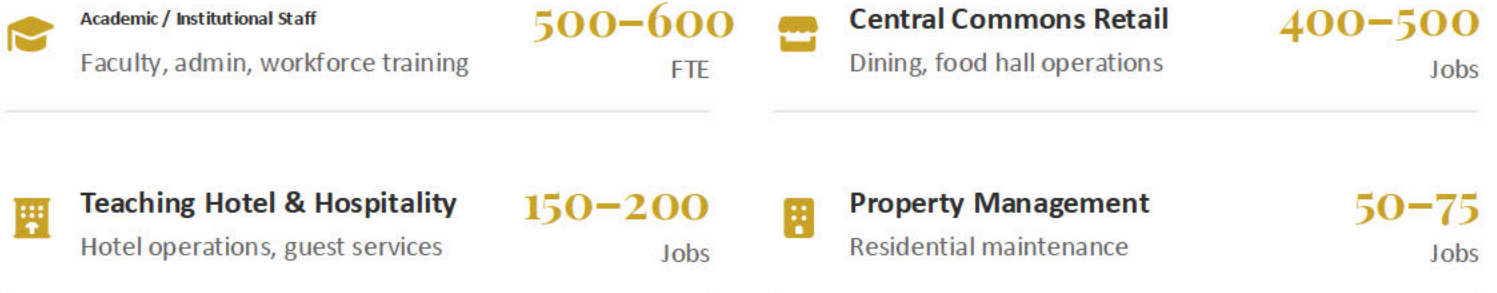 Academic / Institutional Staff
500–600
Faculty, admin, workforce training
FTE
Central Commons Retail
400–500
Dining, food hall operations
Jobs
Teaching Hotel & Hospitality
150–200
Hotel operations, guest services
Jobs
Property Management
50–75
Residential maintenance
Jobs